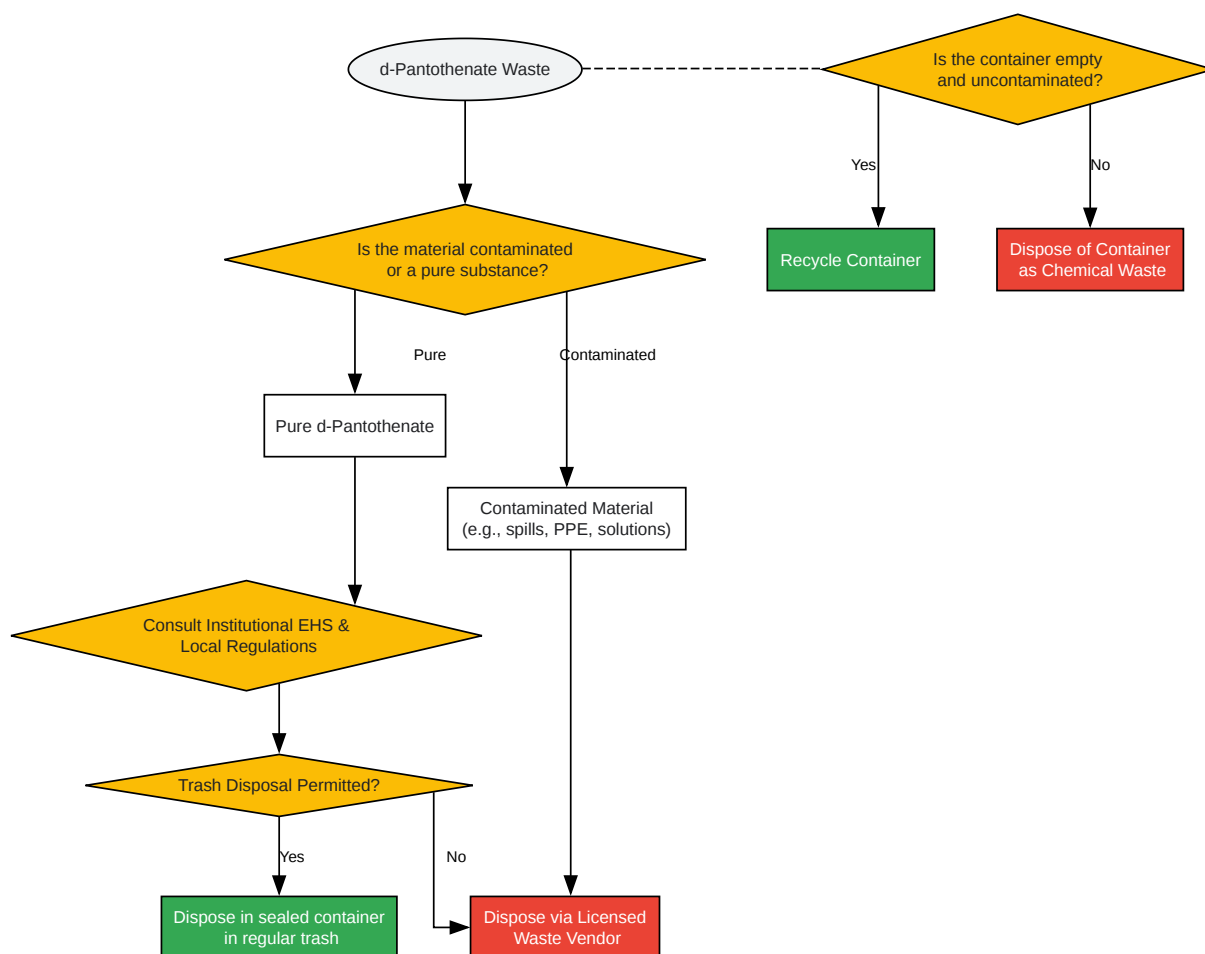 d-Pantothenate Waste
Is the container empty
and uncontaminated?
Yes
No
Recycle Container
Dispose of Container
as Chemical Waste
Is the material contaminated
or a pure substance?
Pure
Contaminated
Pure d-Pantothenate
Contaminated Material
(e.g., spills, PPE, solutions)
Consult Institutional EHS &
Local Regulations
Trash Disposal Permitted?
Yes
No
Dispose in sealed container
in regular trash
Dispose via Licensed
Waste Vendor